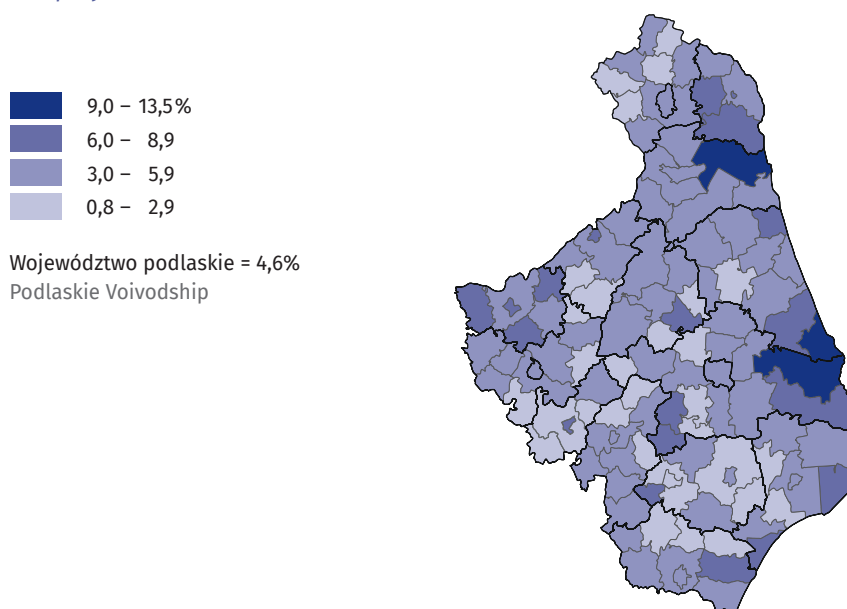 9,0 – 13,5%
6,0 – 8,9
3,0 – 5,9
0,8 – 2,9
Województwo podlaskie = 4,6%
Podlaskie Voivodship